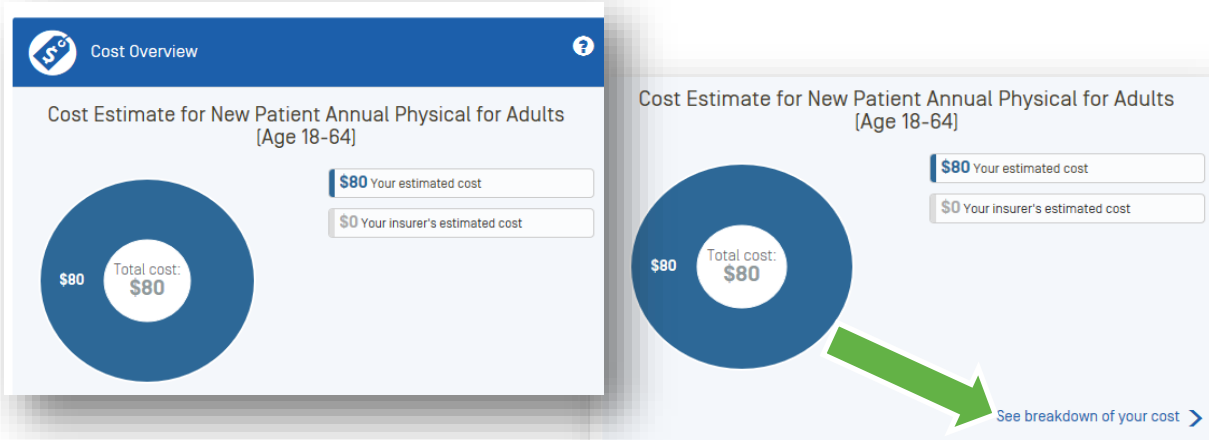 Cost Overview
?
Cost Estimate for New Patient Annual Physical for Adults
[Age 18-64]
$80 Your estimated cost
$0 Your insurer's estimated cost
$80
Total cost:
$80
Cost Estimate for New Patient Annual Physical for Adults
[Age 18-64]
$80 Your estimated cost
$0 Your insurer's estimated cost
$80
Total cost:
$80
See breakdown of your cost